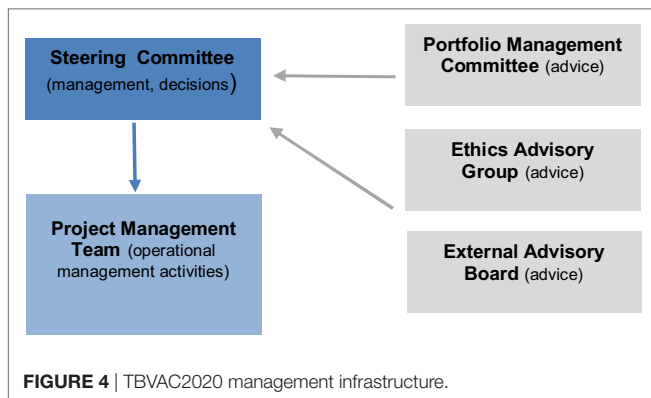 Steering Committee
(management, decisions)
Project Management
Team (operational
management activities)
Portfolio Management
Committee (advice)
Ethics Advisory
Group (advice)
External Advisory
Board (advice)
FIGURE 4 | TBVAC2020 management infrastructure.